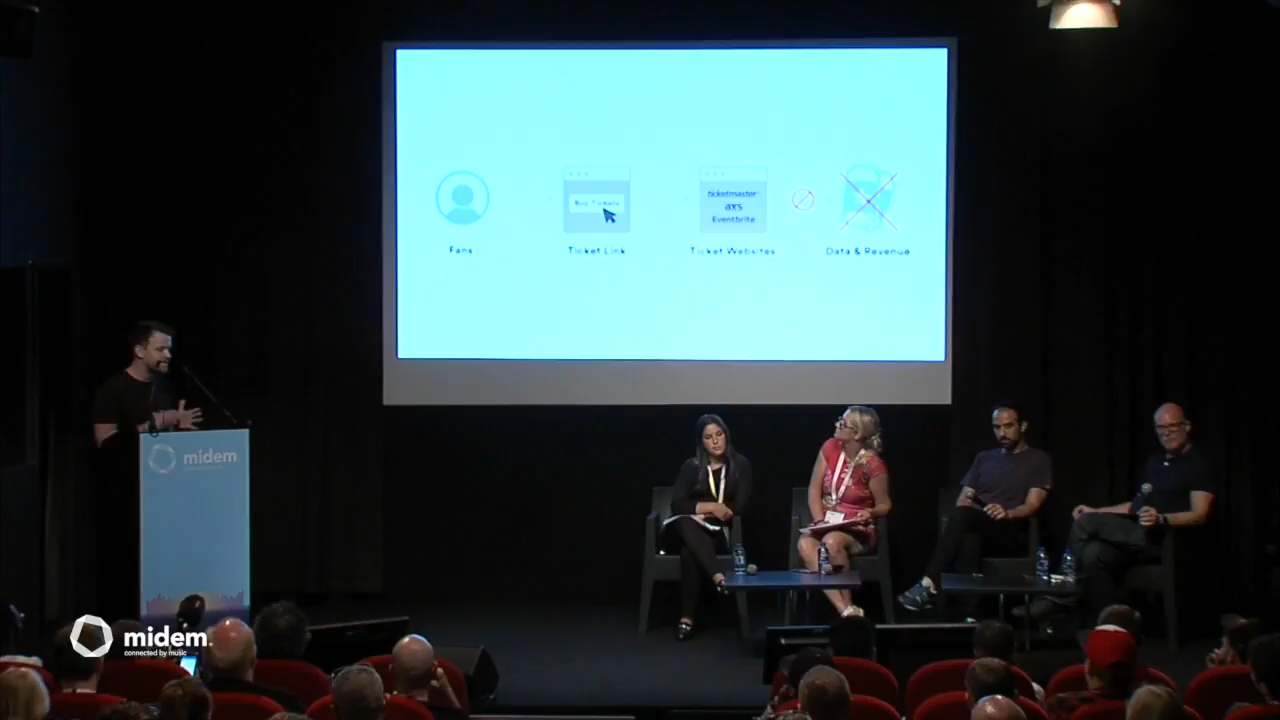 Buy Tickets
ticketmaster
axs
Eventbrite
Fans
Ticket Link
Ticket Websites
Data & Revenue
midem
midem.
connected by music